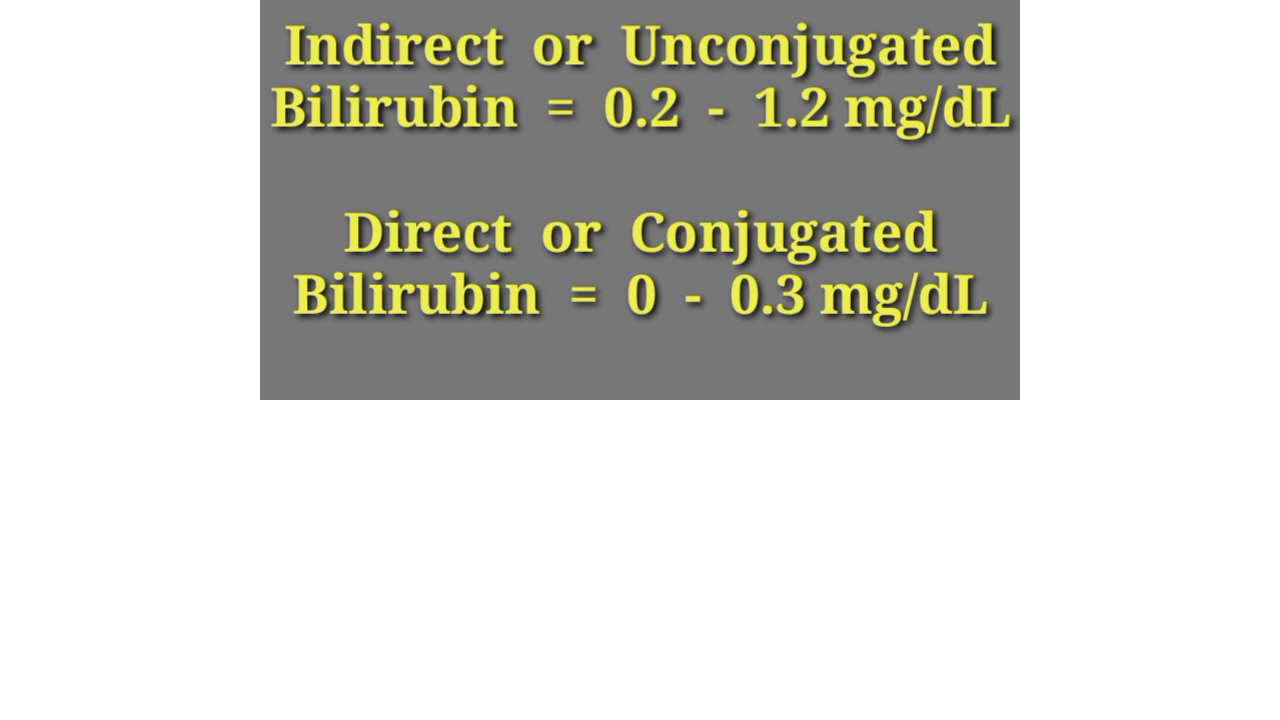 Indirect or Unconjugated
Bilirubin = 0.2 - 1.2 mg/dL
Direct or Conjugated
Bilirubin = 0 - 0.3 mg/dL